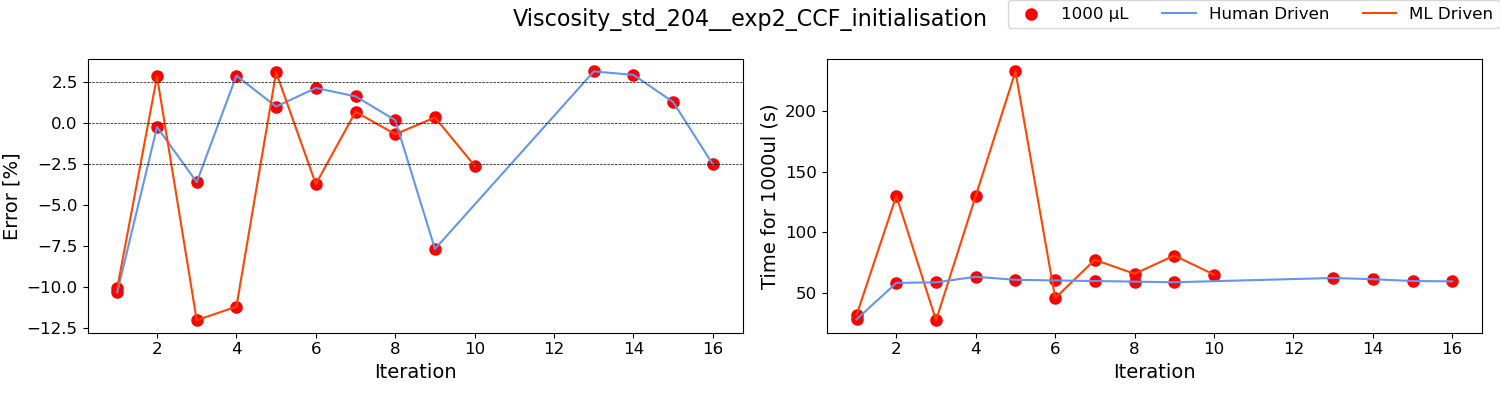 Viscosity_std_204__exp2_CCF_initialisation
1000 µL
Human Driven
ML Driven
Error [%]
2.5
0.0
−2.5
−5.0
−7.5
−10.0
−12.5
2 4 6 8 10 12 14 16
Iteration
Time for 1000ul (s)
200
150
100
50
2 4 6 8 10 12 14 16
Iteration